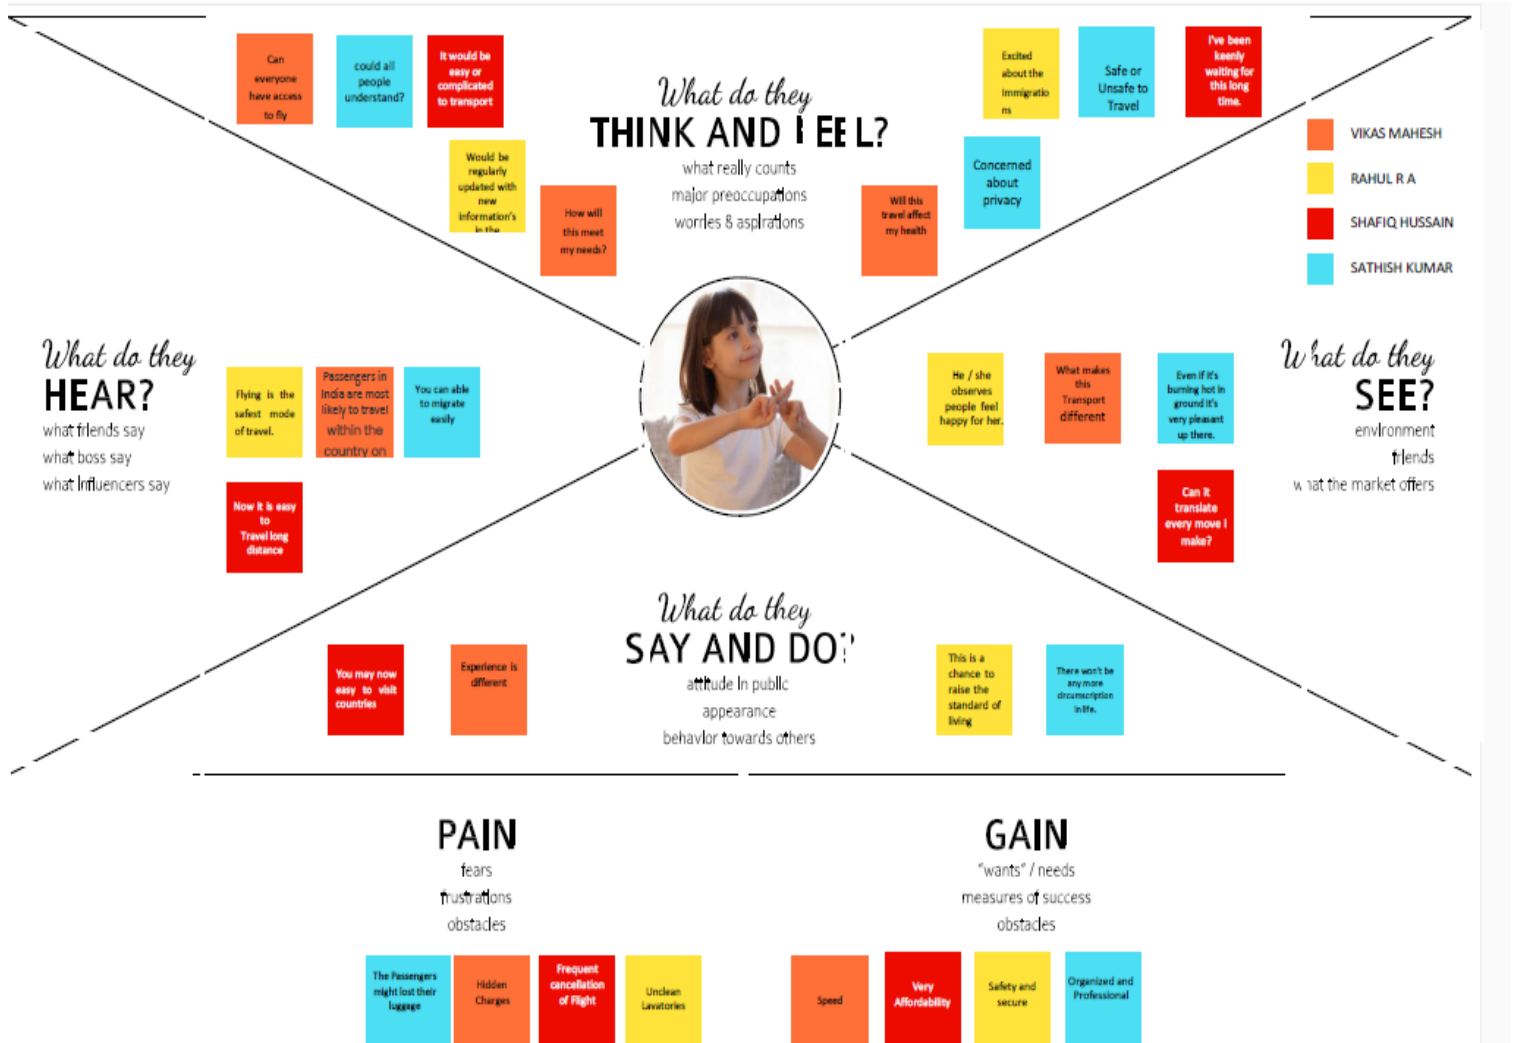 Can
everyone
have access
to fly
could all
people
understand?
It would be
easy or
complicated
to transport
Would be
regularly
updated with
new
information's
in the
How will
this meet
my needs?
What do they
THINK AND FEEL?
what really counts
major preoccupations
worries & aspirations
Excited
about the
Immigratio
ns
Safe or
Unsafe to
Travel
I've been
keenly
waiting for
this long
time.
Concerned
about
privacy
Will this
travel affect
my health
VIKAS MAHESH
RAHUL R A
SHAFIQ HUSSAIN
SATHISH KUMAR
What do they
HEAR?
what friends say
what boss say
what influencers say
Flying is the
safest mode
of travel.
Passengers in
India are most
likely to travel
within the
country on
You can able
to migrate
easily
Now it is easy
to
Travel long
distance
He / she
observes
people feel
happy for her.
What makes
this
Transport
different
Even if it's
burning hot in
ground it's
very pleasant
up there.
Can it
translate
every move I
make?
What do they
SEE?
environment
friends
what the market offers
What do they
SAY AND DO?
attitude in public
appearance
behavior towards others
You may now
easy to visit
countries
Experience is
different
This is a
chance to
raise the
standard of
living
There won't be
any more
circumscription
in life.
PAIN
fears
frustrations
obstacles
The Passengers
might lost their
luggage
Hidden
Charges
Frequent
cancellation
of Flight
Unclean
Lavatories
GAIN
"wants" / needs
measures of success
obstacles
Speed
Very
Affordability
Safety and
secure
Organized and
Professional